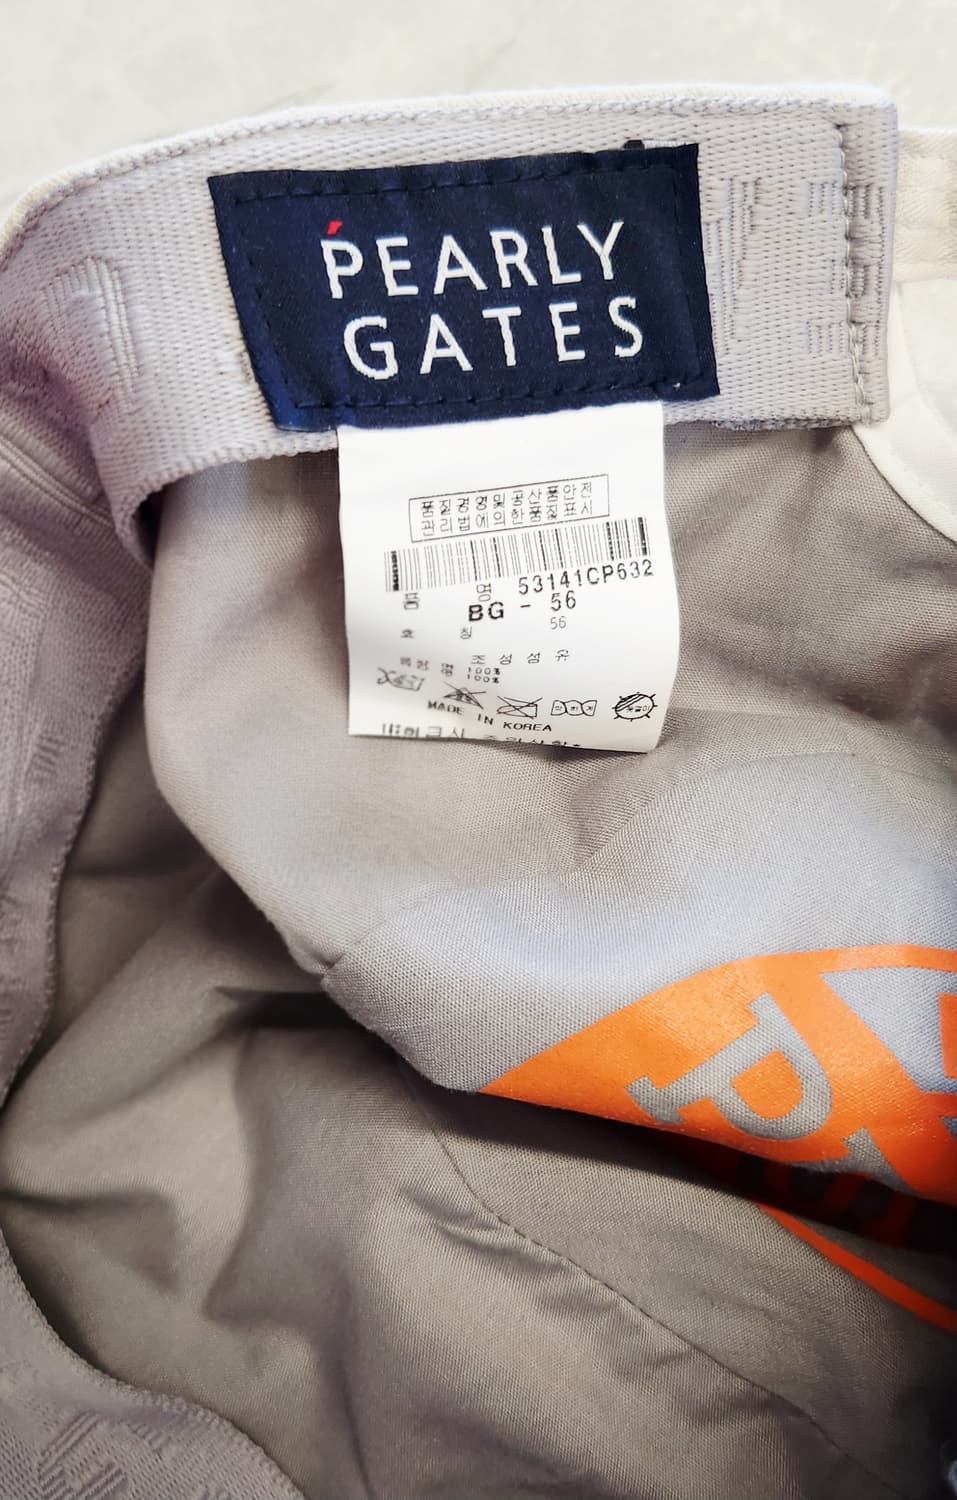 PEARLY
GATES
품질경영및공산품안전
관리법에의한품질표시
품 명 53141CP632
BG - 56
호 칭 56
조성섬유
100%
100%
MADE IN KOREA